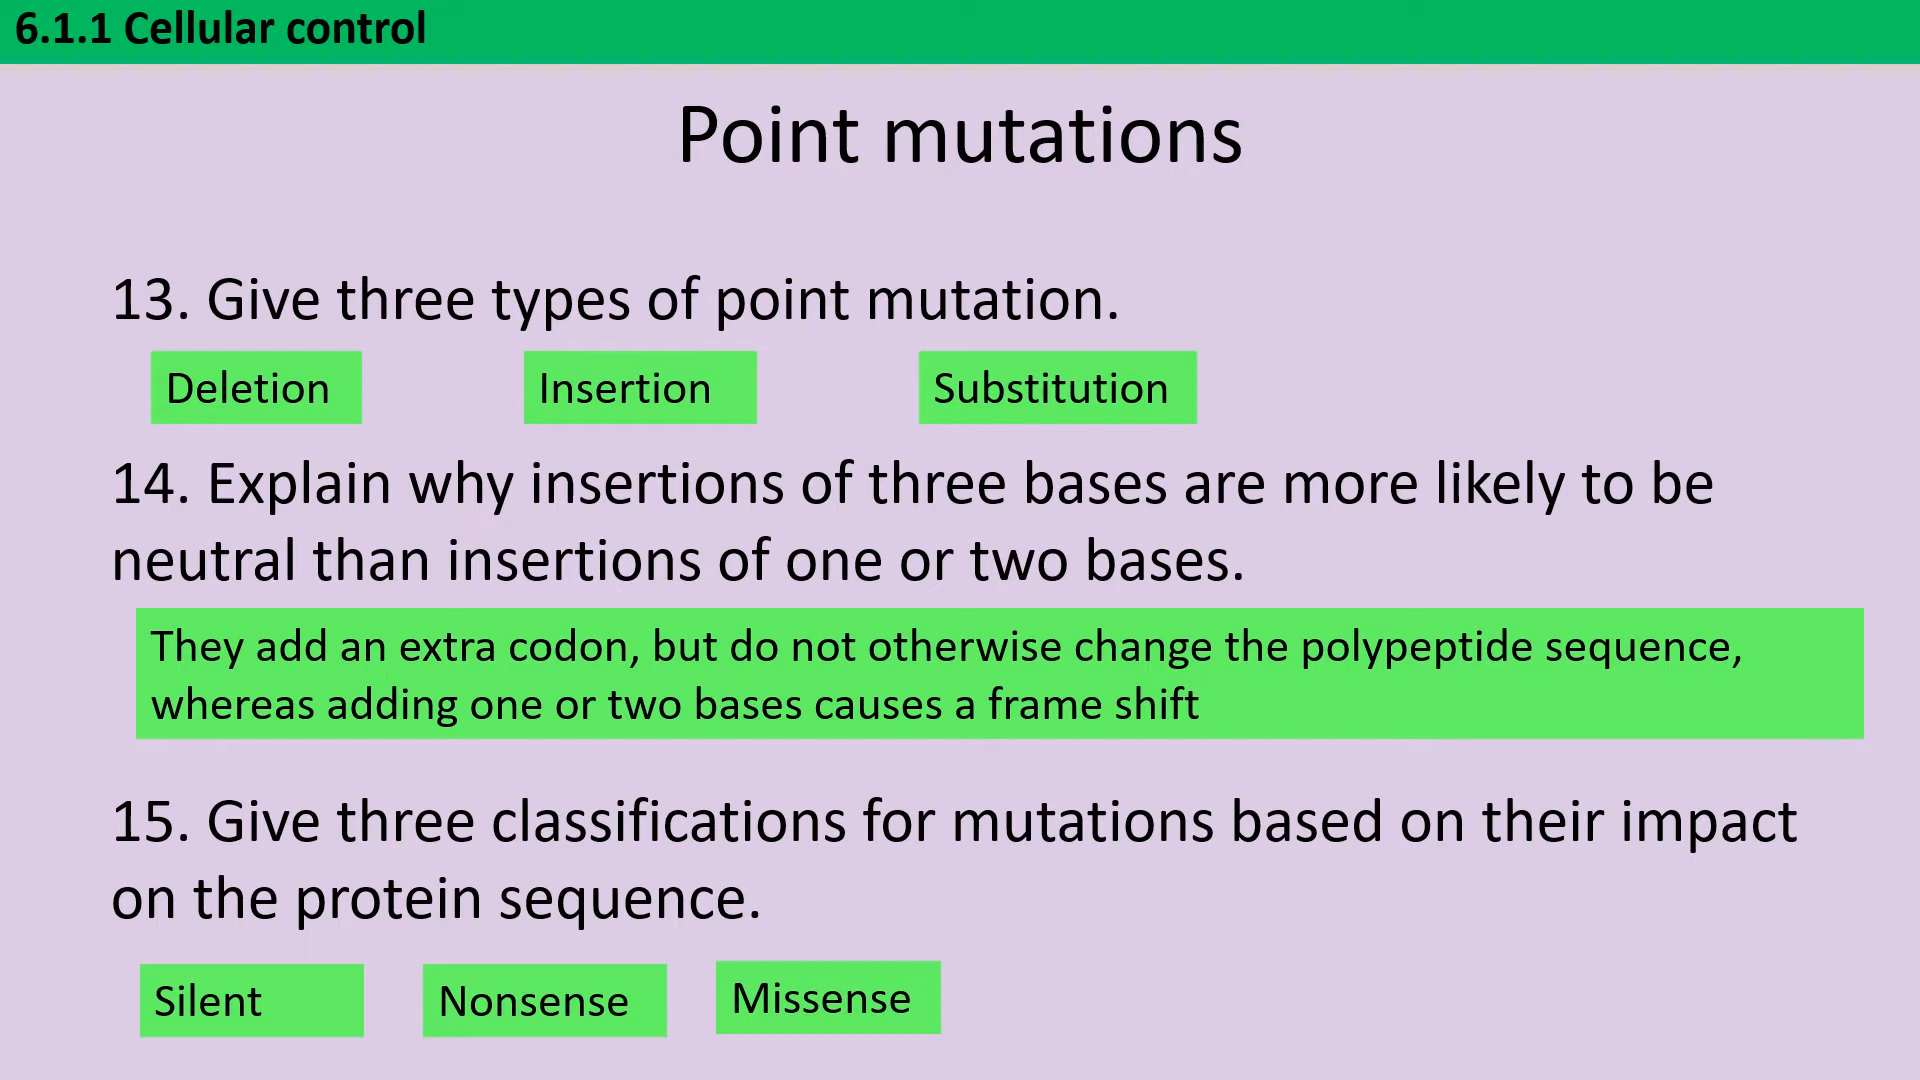 6.1.1 Cellular control
Point mutations
13. Give three types of point mutation.
Deletion
Insertion
Substitution
14. Explain why insertions of three bases are more likely to be
neutral than insertions of one or two bases.
They add an extra codon, but do not otherwise change the polypeptide sequence,
whereas adding one or two bases causes a frame shift
15. Give three classifications for mutations based on their impact
on the protein sequence.
Silent
Nonsense
Missense